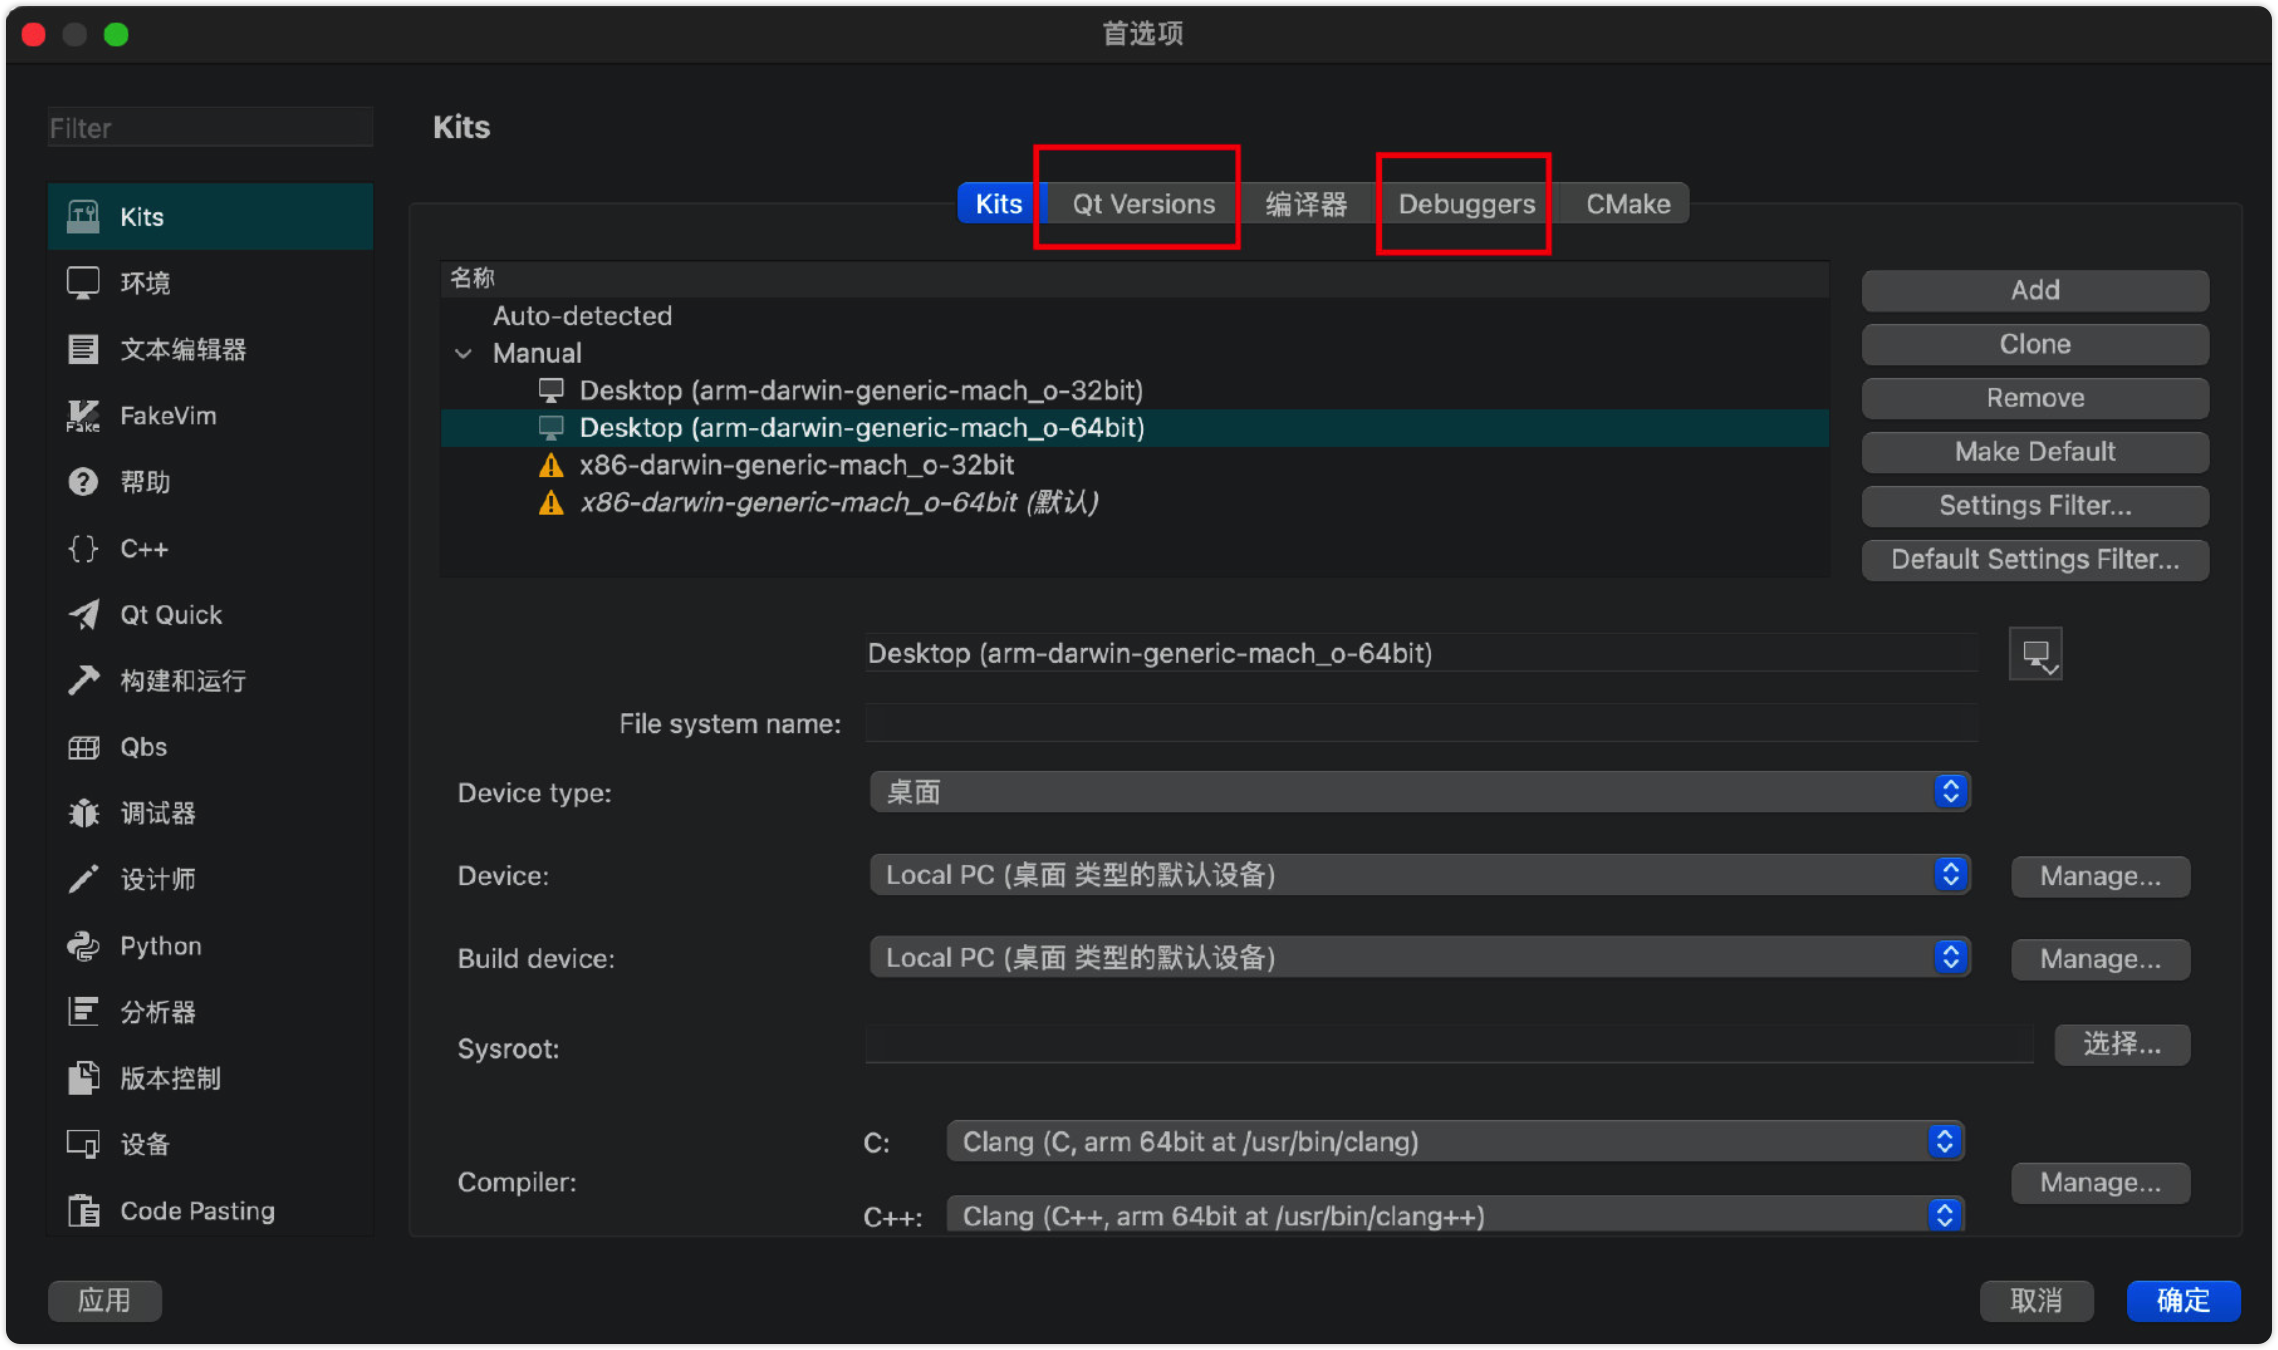 首选项
Filter
Kits
环境
文本编辑器
Fake
FakeVim
帮助
C++
Qt Quick
构建和运行
Qbs
调试器
设计师
Python
分析器
版本控制
设备
Code Pasting
Kits
Kits Qt Versions 编译器 Debuggers CMake
名称
Auto-detected
Manual
Desktop (arm-darwin-generic-mach_o-32bit)
Desktop (arm-darwin-generic-mach_o-64bit)
x86-darwin-generic-mach_o-32bit
x86-darwin-generic-mach_o-64bit (默认)
Add
Clone
Remove
Make Default
Settings Filter...
Default Settings Filter...
Desktop (arm-darwin-generic-mach_o-64bit)
File system name:
Device type: 桌面
Device: Local PC (桌面 类型的默认设备) Manage...
Build device: Local PC (桌面 类型的默认设备) Manage...
Sysroot: 选择...
Compiler:
C: Clang (C, arm 64bit at /usr/bin/clang)
C++: Clang (C++, arm 64bit at /usr/bin/clang++)
Manage...
应用 取消 确定